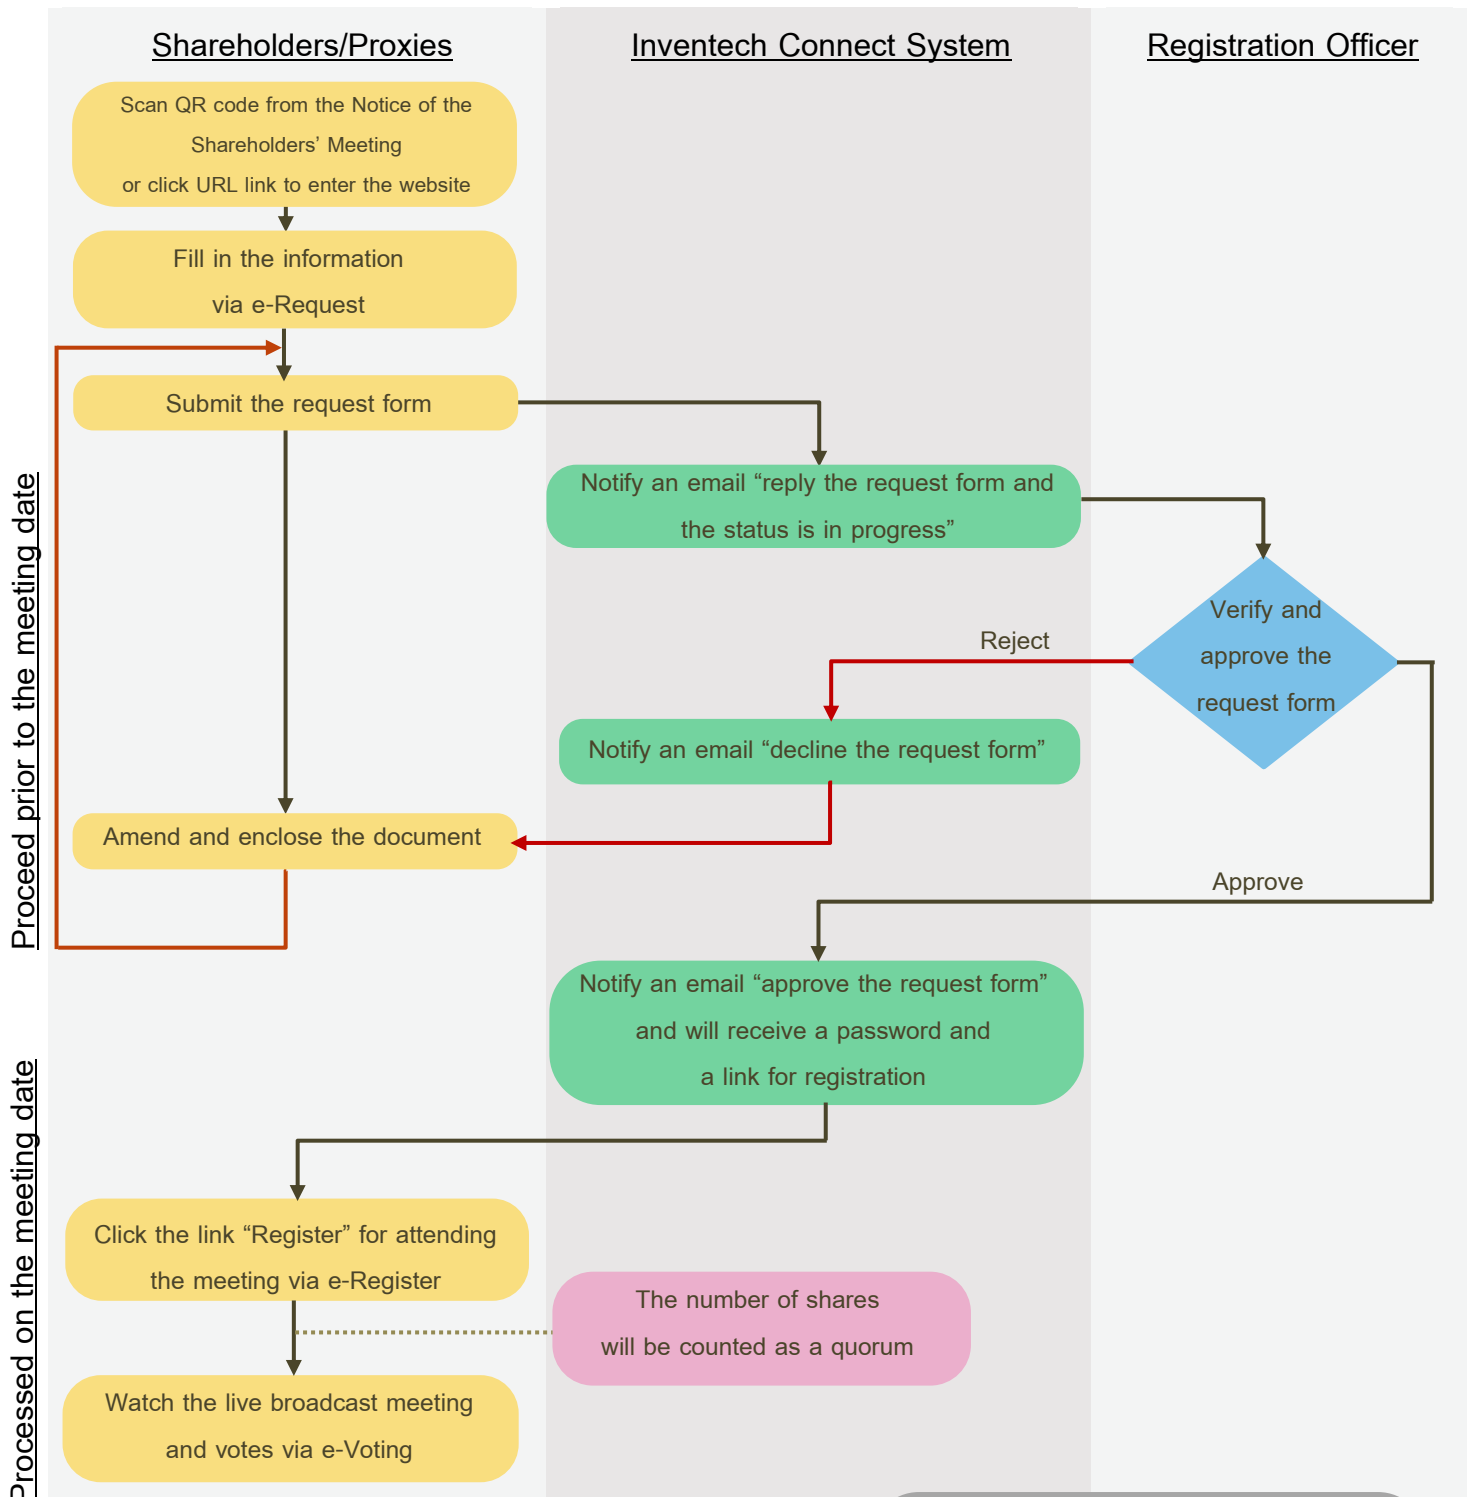 Shareholders/Proxies
Inventech Connect System
Registration Officer
Scan QR code from the Notice of the
Shareholders’ Meeting
or click URL link to enter the website
Fill in the information
via e-Request
Submit the request form
Notify an email “reply the request form and
the status is in progress”
Verify and
approve the
request form
Reject
Notify an email “decline the request form”
Amend and enclose the document
Approve
Proceed prior to the meeting date
Notify an email “approve the request form”
and will receive a password and
a link for registration
Click the link “Register” for attending
the meeting via e-Register
The number of shares
will be counted as a quorum
Watch the live broadcast meeting
and votes via e-Voting
Processed on the meeting date